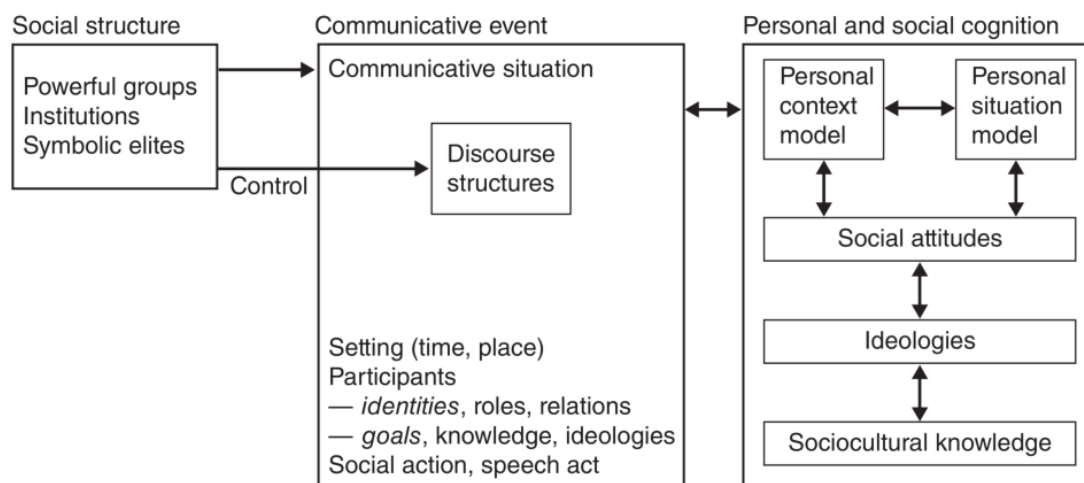 Social structure
Powerful groups
Institutions
Symbolic elites
Control
Communicative event
Communicative situation
Discourse
structures
Setting (time, place)
Participants
— identities, roles, relations
— goals, knowledge, ideologies
Social action, speech act
Personal and social cognition
Personal
context
model
Personal
situation
model
Social attitudes
Ideologies
Sociocultural knowledge